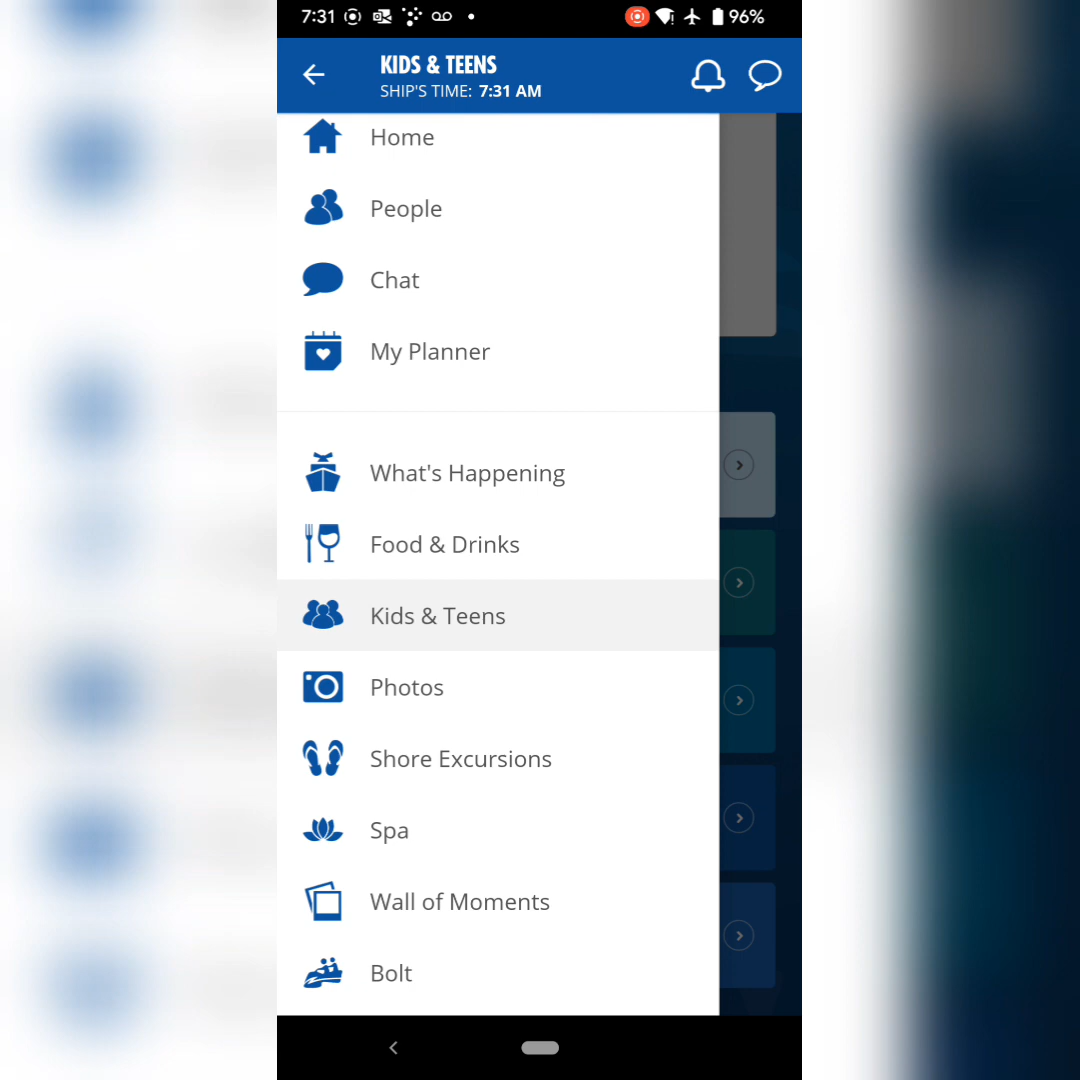 7:31 96%
KIDS & TEENS
SHIP'S TIME: 7:31 AM
Home
People
Chat
My Planner
What's Happening
Food & Drinks
Kids & Teens
Photos
Shore Excursions
Spa
Wall of Moments
Bolt